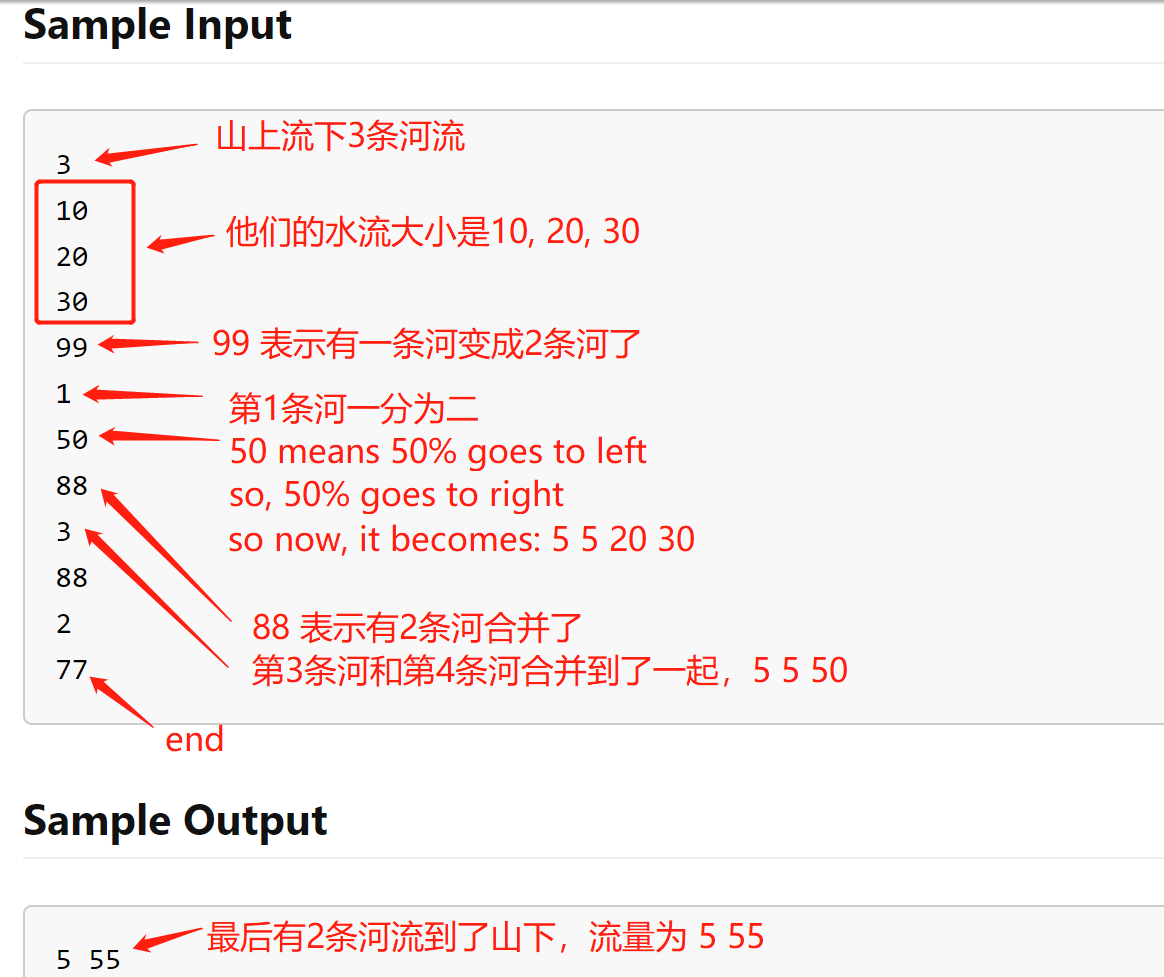 Sample Input
山上流下3条河流
3
10
他们的水流大小是10, 20, 30
20
30
99
99 表示有一条河变成2条河了
1
第1条河一分为二
50
50 means 50% goes to left
88
so, 50% goes to right
3
so now, it becomes: 5 5 20 30
88
2
88 表示有2条河合并了
77
第3条河和第4条河合并到了一起，5 5 50
end
Sample Output
最后有2条河流到了山下，流量为 5 55
5 55